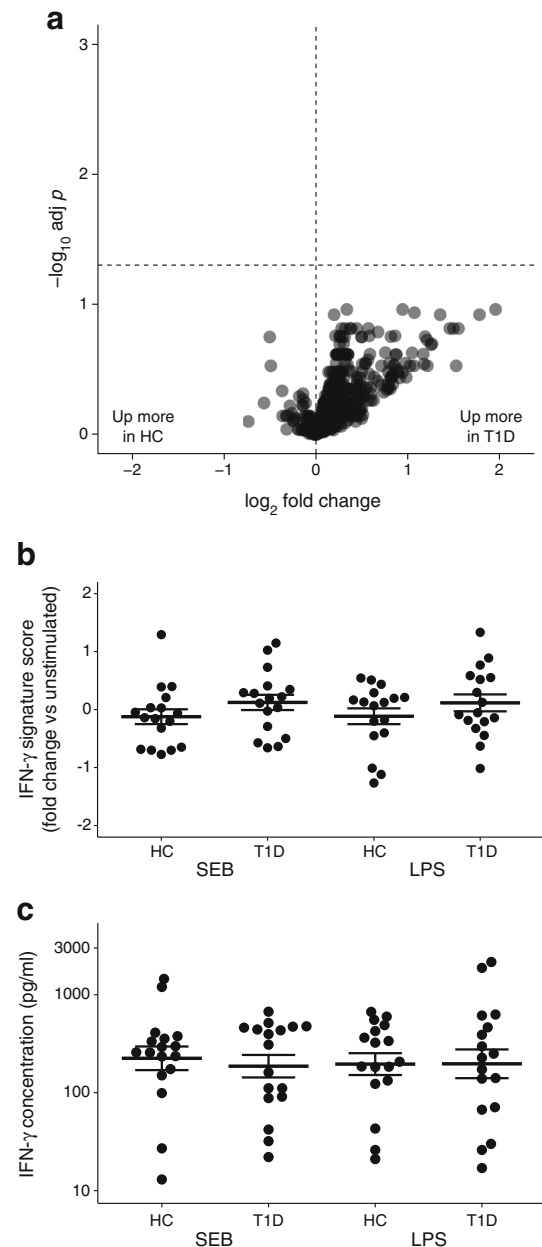 a
3
2
1
0
−log10 adj p
Up more
in HC
Up more
in T1D
−2
−1
0
1
2
log2 fold change
b
2
1
0
-1
-2
IFN-γ signature score
(fold change vs unstimulated)
HC
T1D
HC
T1D
SEB
LPS
c
3000
1000
100
10
IFN-γ concentration (pg/ml)
HC
T1D
HC
T1D
SEB
LPS